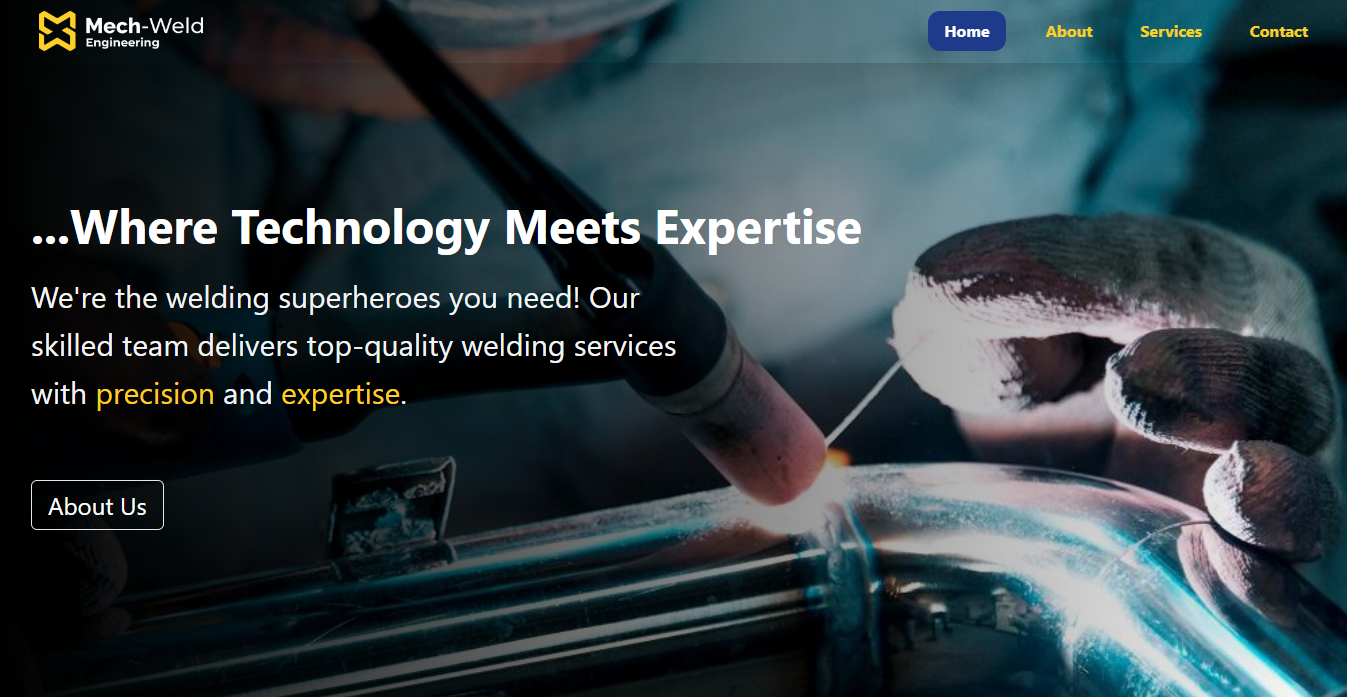 Mech-Weld
Engineering
Home
About
Services
Contact
...Where Technology Meets Expertise
We're the welding superheroes you need! Our
skilled team delivers top-quality welding services
with precision and expertise.
About Us